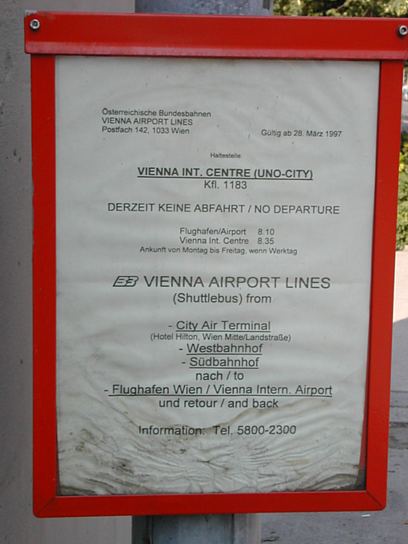 Österreichische Bundesbahnen
VIENNA AIRPORT LINES
Postfach 142, 1033 Wien Gültig ab 28. März 1997
Haltestelle
VIENNA INT. CENTRE (UNO-CITY)
Kfl. 1183
DERZEIT KEINE ABFAHRT / NO DEPARTURE
Flughafen/Airport 8.10
Vienna Int. Centre 8.35
Ankunft von Montag bis Freitag, wenn Werktag
VIENNA AIRPORT LINES
(Shuttlebus) from
- City Air Terminal
(Hotel Hilton, Wien Mitte/Landstraße)
- Westbahnhof
- Südbahnhof
nach / to
- Flughafen Wien / Vienna Intern. Airport
und retour / and back
Information: Tel. 5800-2300